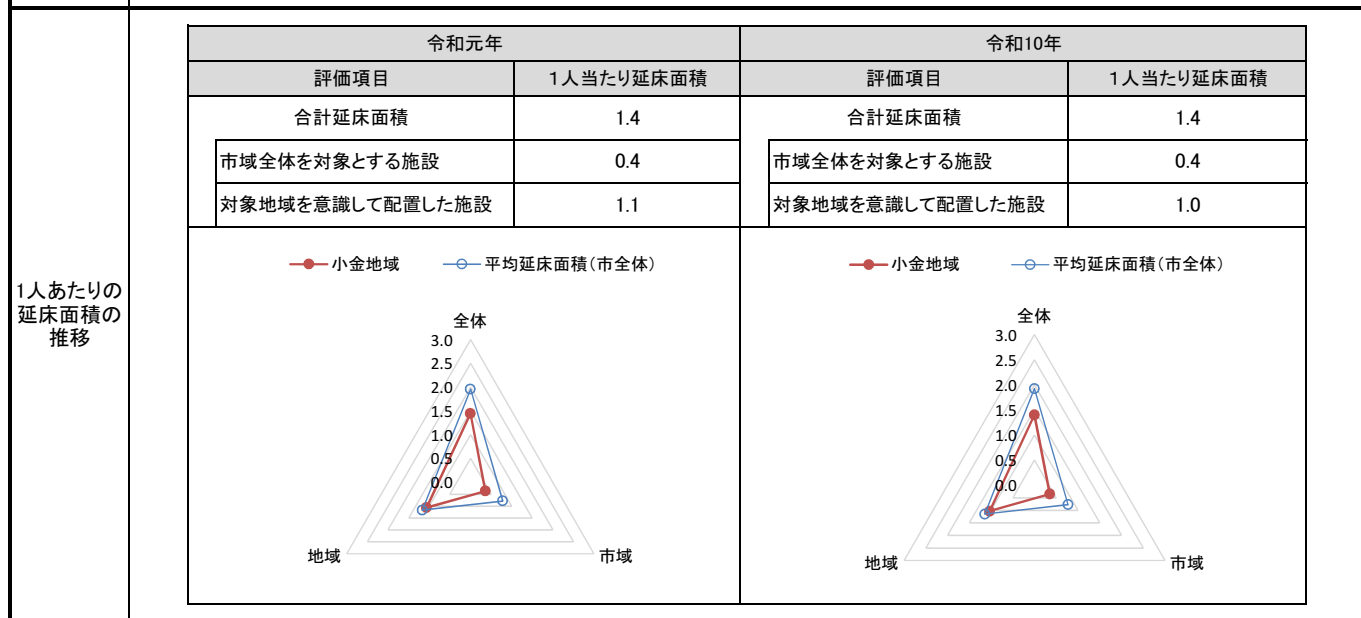 1人あたりの
延床面積の
推移
令和元年
令和10年
評価項目
１人当たり延床面積
評価項目
１人当たり延床面積
合計延床面積
1.4
合計延床面積
1.4
市域全体を対象とする施設
0.4
市域全体を対象とする施設
0.4
対象地域を意識して配置した施設
1.1
対象地域を意識して配置した施設
1.0
小金地域
平均延床面積（市全体）
全体
3.0
2.5
2.0
1.5
1.0
0.5
0.0
地域
市域
小金地域
平均延床面積（市全体）
全体
3.0
2.5
2.0
1.5
1.0
0.5
0.0
地域
市域